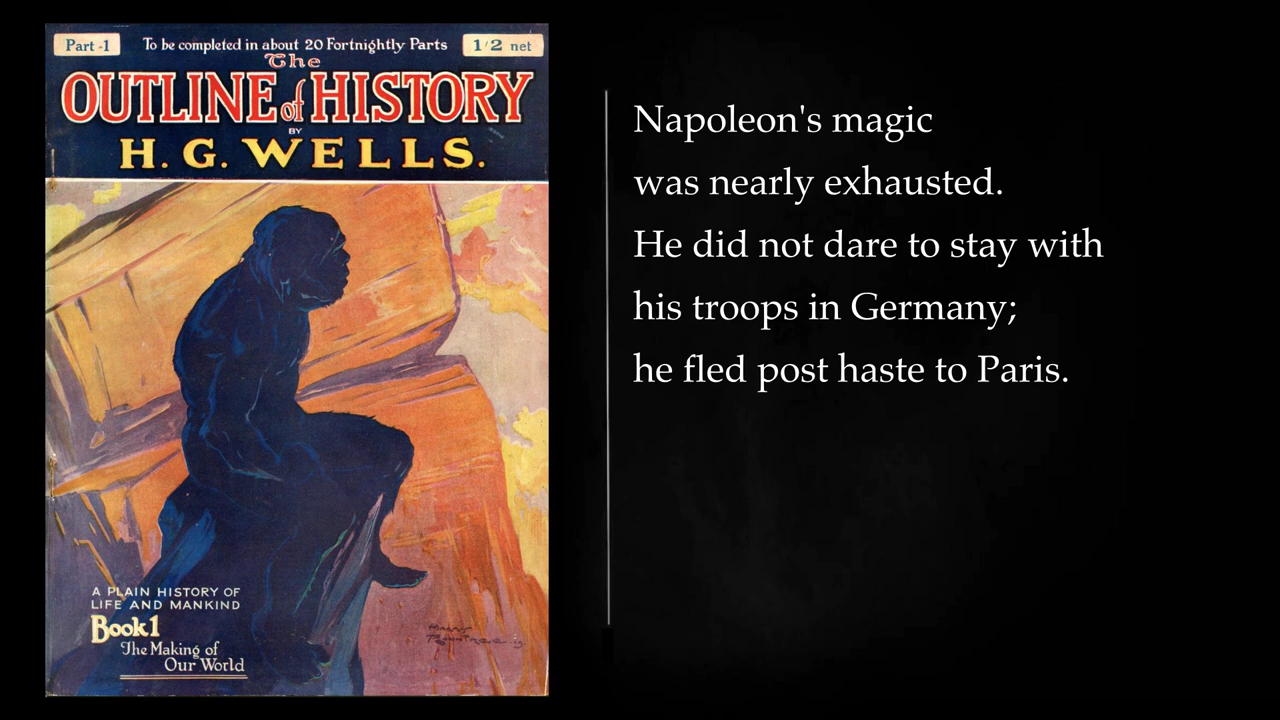 Part -1
To be completed in about 20 Fortnightly Parts
1/2 net
The
OUTLINE of HISTORY
BY
H. G. WELLS.
A PLAIN HISTORY OF
LIFE AND MANKIND
Book 1
The Making of
Our World
Napoleon's magic
was nearly exhausted.
He did not dare to stay with
his troops in Germany;
he fled post haste to Paris.